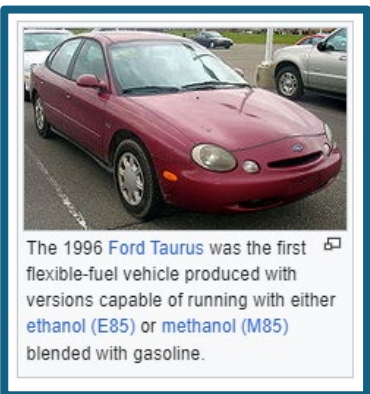 The 1996 Ford Taurus was the first
flexible-fuel vehicle produced with
versions capable of running with either
ethanol (E85) or methanol (M85)
blended with gasoline.